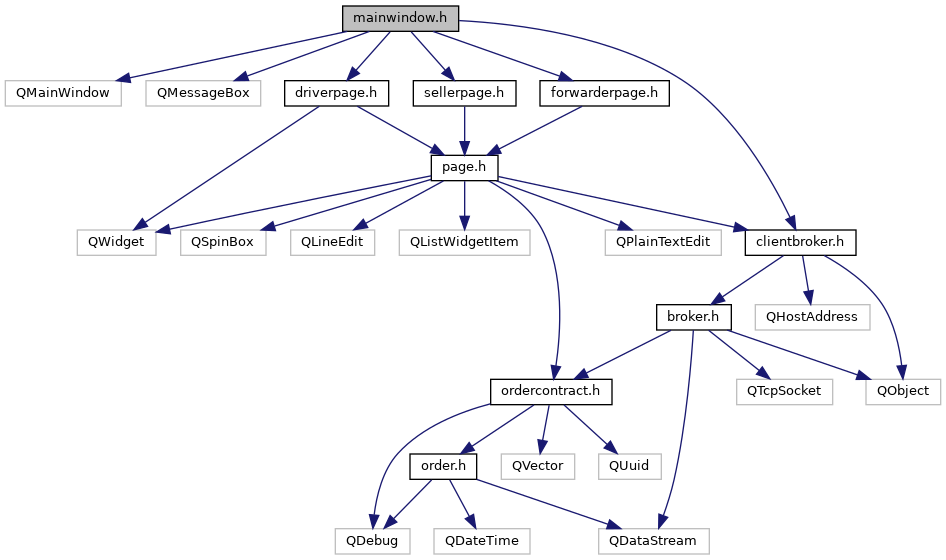 mainwindow.h
QMainWindow
QMessageBox
driverpage.h
sellerpage.h
forwarderpage.h
page.h
QWidget
QSpinBox
QLineEdit
QListWidgetItem
QPlainTextEdit
clientbroker.h
broker.h
QHostAddress
ordercontract.h
QTcpSocket
QObject
order.h
QVector
QUuid
QDebug
QDateTime
QDataStream